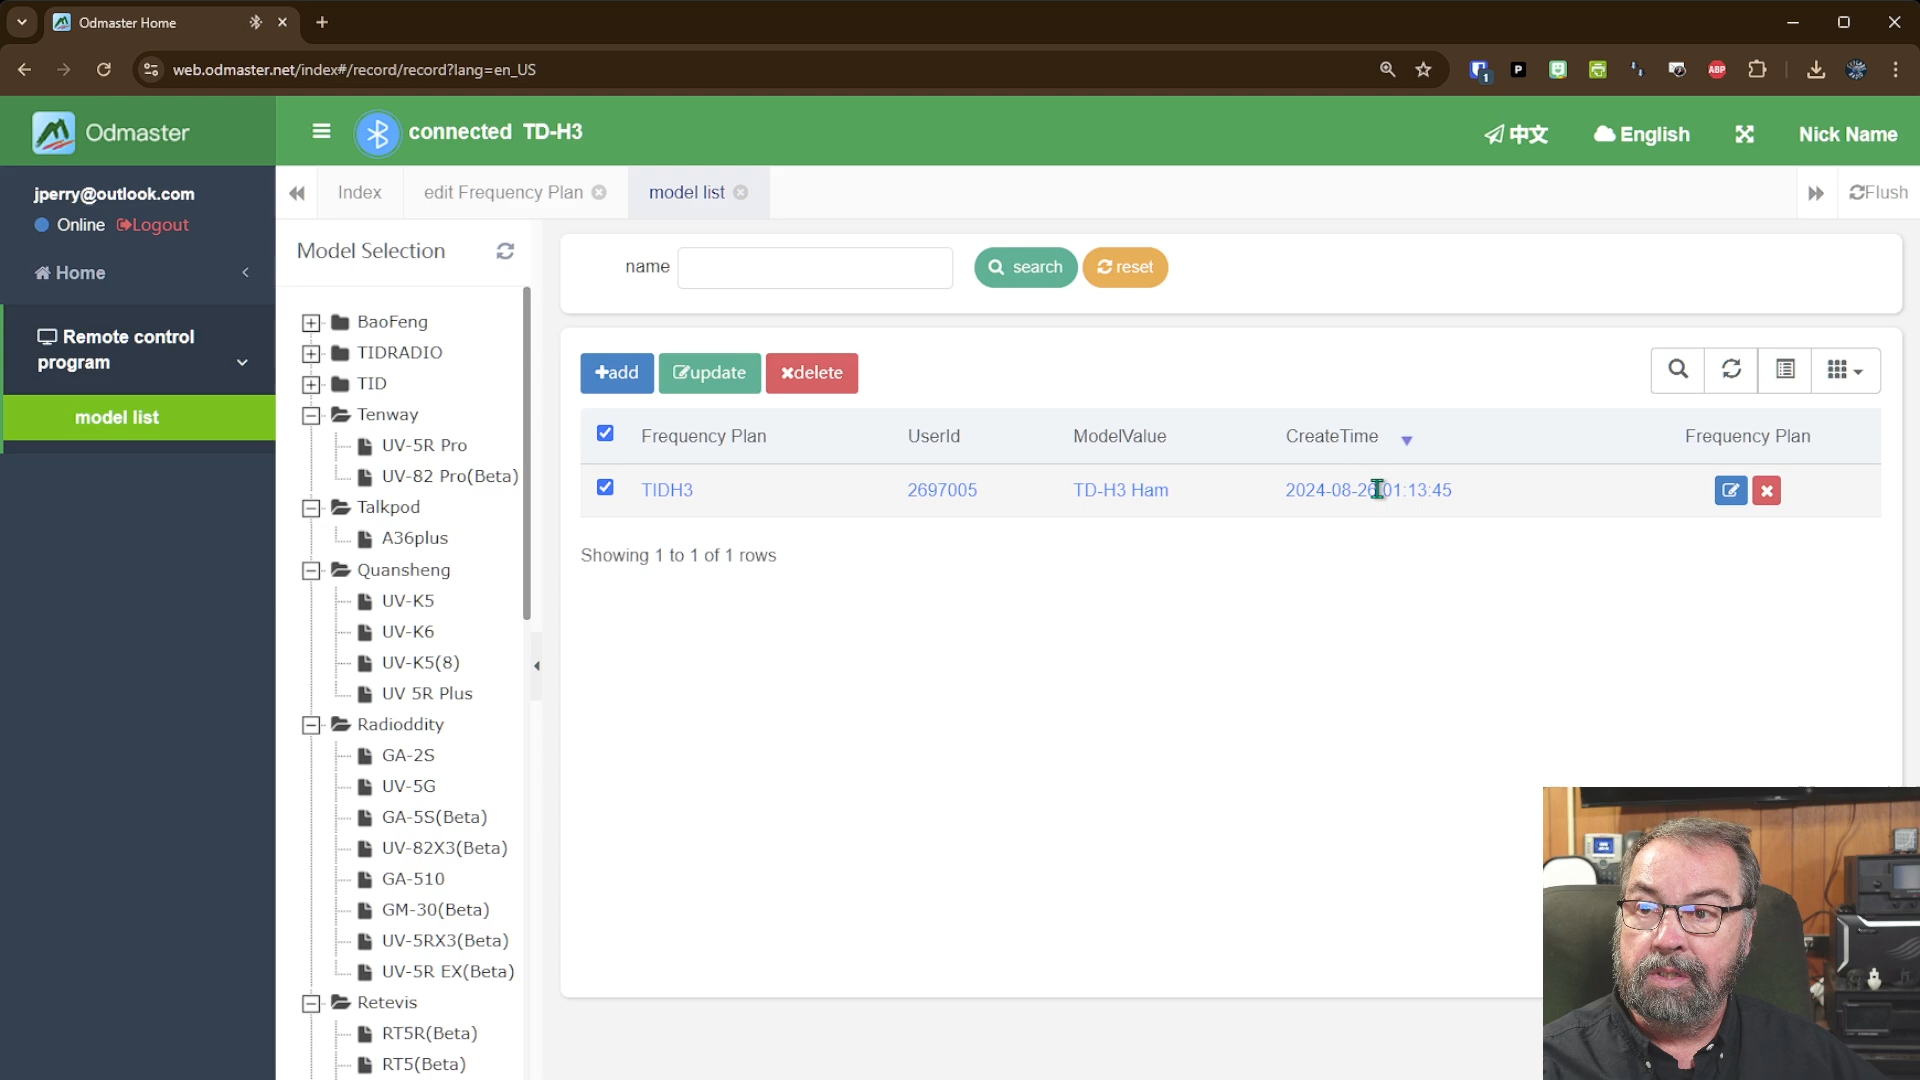 Odmaster Home
web.odmaster.net/index#/record/record?lang=en_US
1
P
ABP
Odmaster
connected TD-H3
中文
English
Nick Name
jperry@outlook.com
Online Logout
Home
Remote control program
model list
Index
edit Frequency Plan
model list
Flush
Model Selection
BaoFeng
TIDRADIO
TID
Tenway
UV-5R Pro
UV-82 Pro(Beta)
Talkpod
A36plus
Quansheng
UV-K5
UV-K6
UV-K5(8)
UV 5R Plus
Radioddity
GA-2S
UV-5G
GA-5S(Beta)
UV-82X3(Beta)
GA-510
GM-30(Beta)
UV-5RX3(Beta)
UV-5R EX(Beta)
Retevis
RT5R(Beta)
RT5(Beta)
name
search
reset
add
update
delete
Frequency Plan UserId ModelValue CreateTime Frequency Plan
TIDH3 2697005 TD-H3 Ham 2024-08-26 01:13:45
Showing 1 to 1 of 1 rows